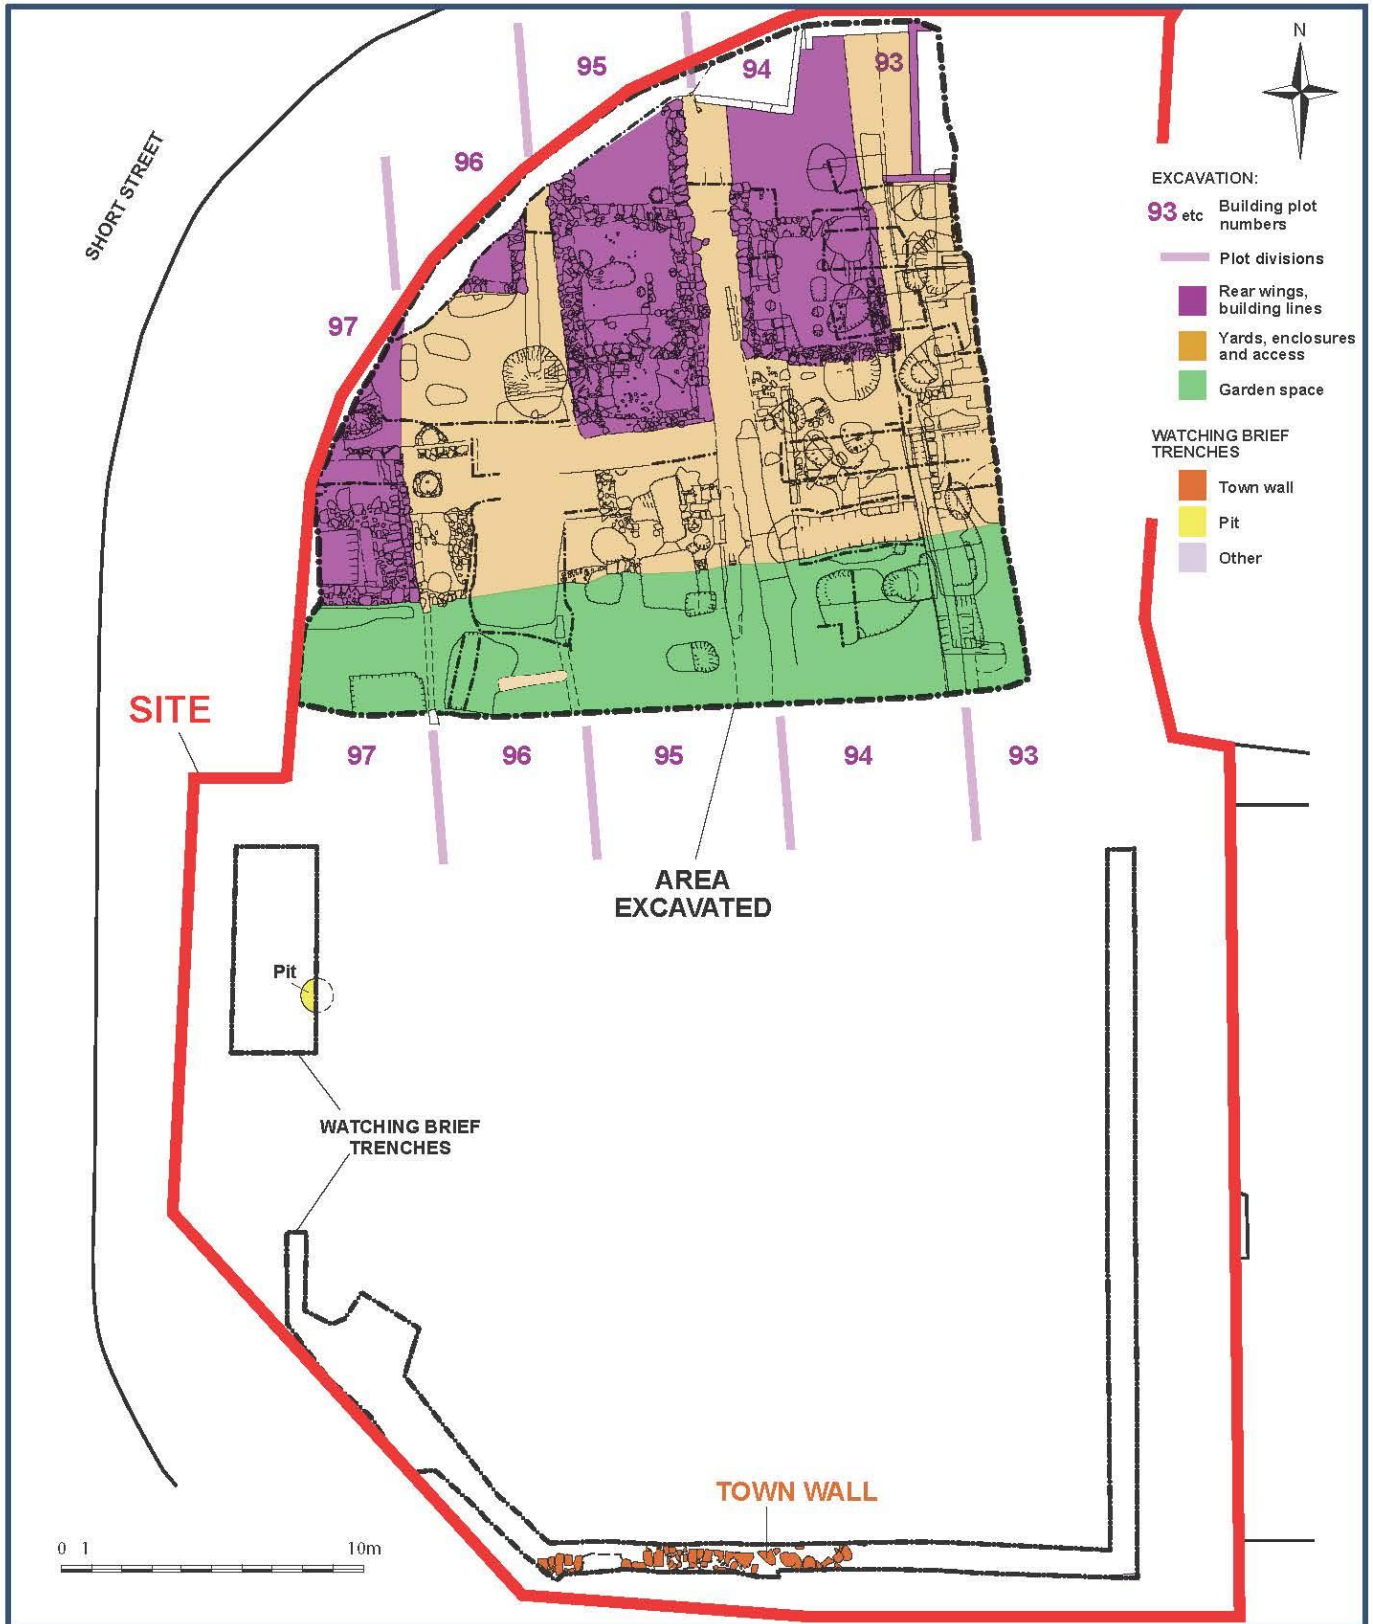 95
94
93
N
96
SHORT STREET
97
EXCAVATION:
93 etc Building plot
numbers
Plot divisions
Rear wings,
building lines
Yards, enclosures
and access
Garden space
WATCHING BRIEF
TRENCHES
Town wall
Pit
Other
SITE
97
96
95
94
93
AREA
EXCAVATED
Pit
WATCHING BRIEF
TRENCHES
TOWN WALL
0 1 10m